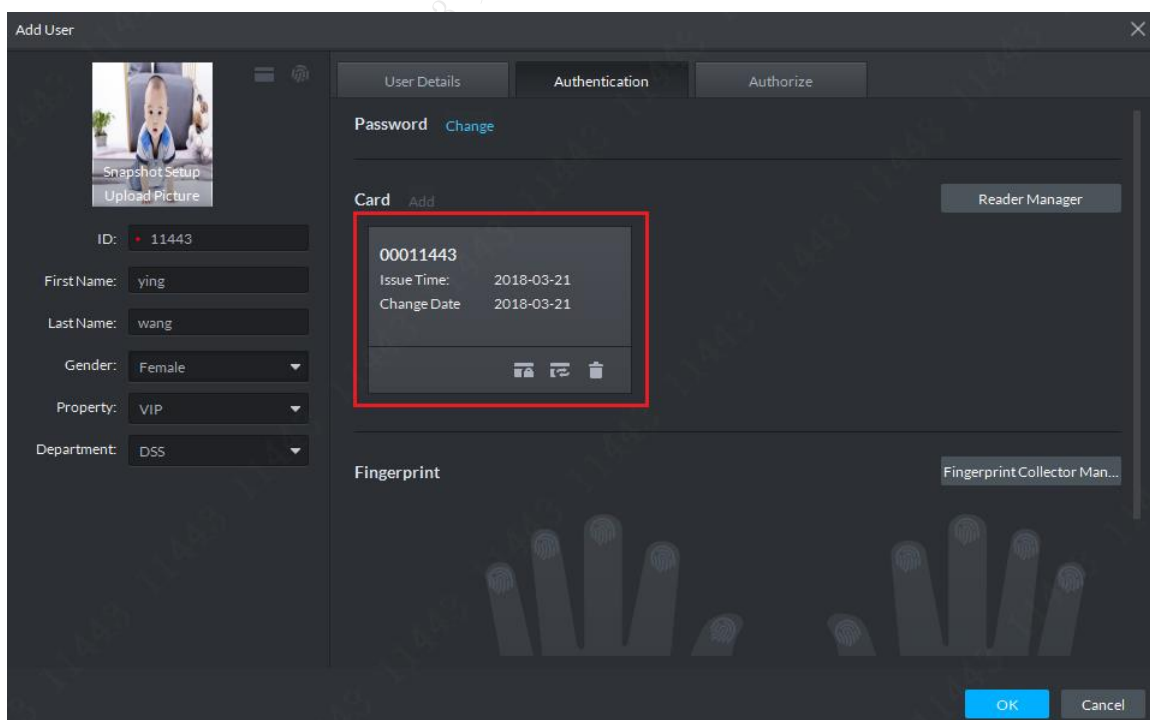 Add User
Snapshot Setup
Upload Picture
ID: • 11443
First Name: ying
Last Name: wang
Gender: Female
Property: VIP
Department: DSS
User Details Authentication Authorize
Password Change
Card Add Reader Manager
00011443
Issue Time: 2018-03-21
Change Date 2018-03-21
Fingerprint Fingerprint Collector Man...
OK Cancel